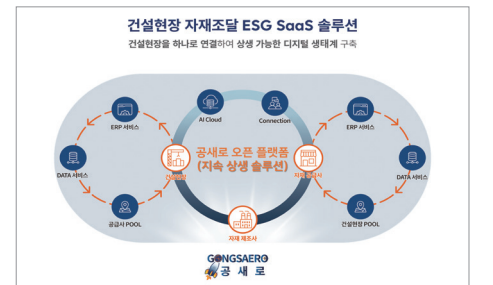 건설현장 자재조달 ESG SaaS 솔루션
건설현장을 하나로 연결하여 상생 가능한 디지털 생태계 구축
ERP 서비스
AI Cloud
Connection
ERP 서비스
DATA 서비스
공새로 오픈 플랫폼
(지속 상생 솔루션)
DATA 서비스
공급사 POOL
건설현장 POOL
자재 제조사
GONGSAERO
공새로